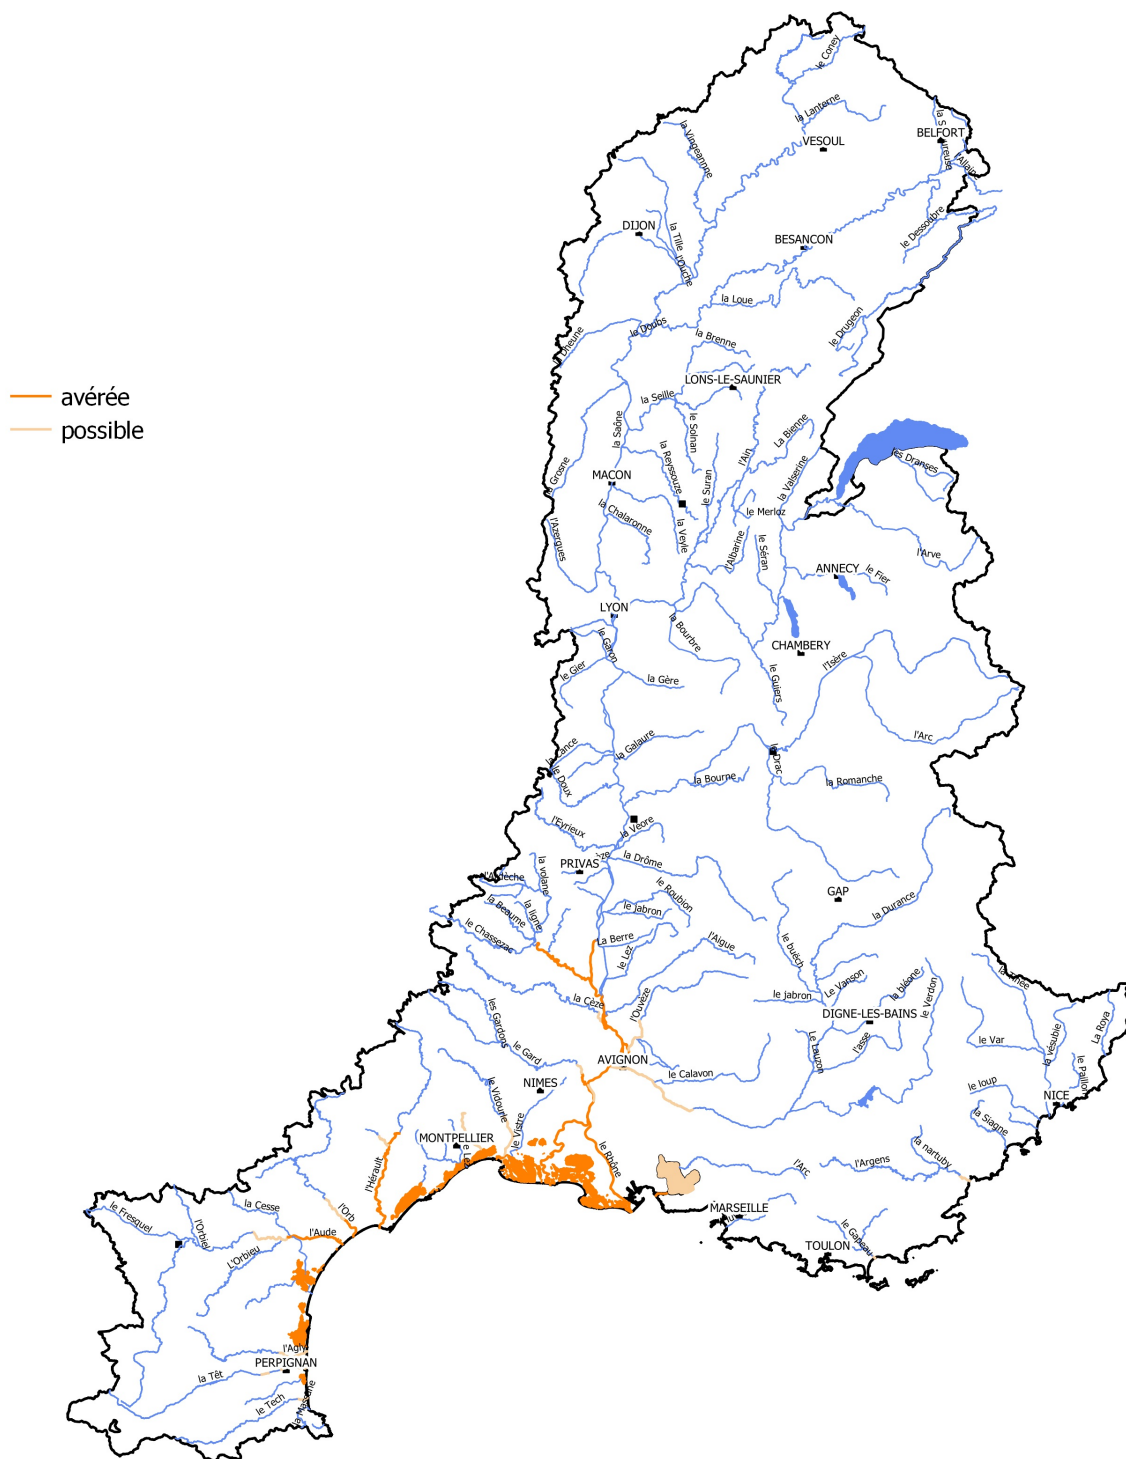 le Coney
la Lanterne
la Vingeannne
VESOUL
BELFORT
l'Allaine
DIJON
la Tille
l'Ouche
BESANCON
le Dessoubre
la Loue
le Doubs
le Drugeon
la Dheune
la Brenne
LONS-LE-SAUNIER
avérée
possible
la Seille
la Saône
le Solnan
La Bienne
l'Ain
la Reyssouze
les Dranses
la Grosne
MACON
le Suran
la Valserine
la Chalaronne
le Merloz
l'Azergues
la Veyle
l'Albarine
le Séran
l'Arve
ANNECY
le Fier
LYON
la Bourbre
le Garon
CHAMBERY
l'Isère
le Gier
la Gère
le Guiers
l'Arc
la Galaure
le Drac
le Doux
la Bourne
la Romanche
l'Eyrieux
la Véore
PRIVAS
la Drôme
l'Ardèche
la volane
GAP
le Roubion
la Beaume
la ligne
le jabron
la Durance
le Chassezac
La Berre
l'Aigue
le Lez
le buëch
Le Vanson
la bléone
la Cèze
l'Ouvèze
le jabron
le Verdon
les Gardons
DIGNE-LES-BAINS
La Roya
Le Lauzon
l'asse
le Var
la vésubie
le Gard
AVIGNON
le Calavon
le Paillon
NIMES
le loup
NICE
le Vidourle
la Siagne
le Vistre
MONTPELLIER
la nartuby
l'Hérault
le Rhône
l'Arc
l'Argens
la Cesse
l'Orb
MARSEILLE
le Fresquel
l'Orbiel
l'Aude
le Gapeau
TOULON
L'Orbieu
l'Agly
PERPIGNAN
la Têt
le Tech